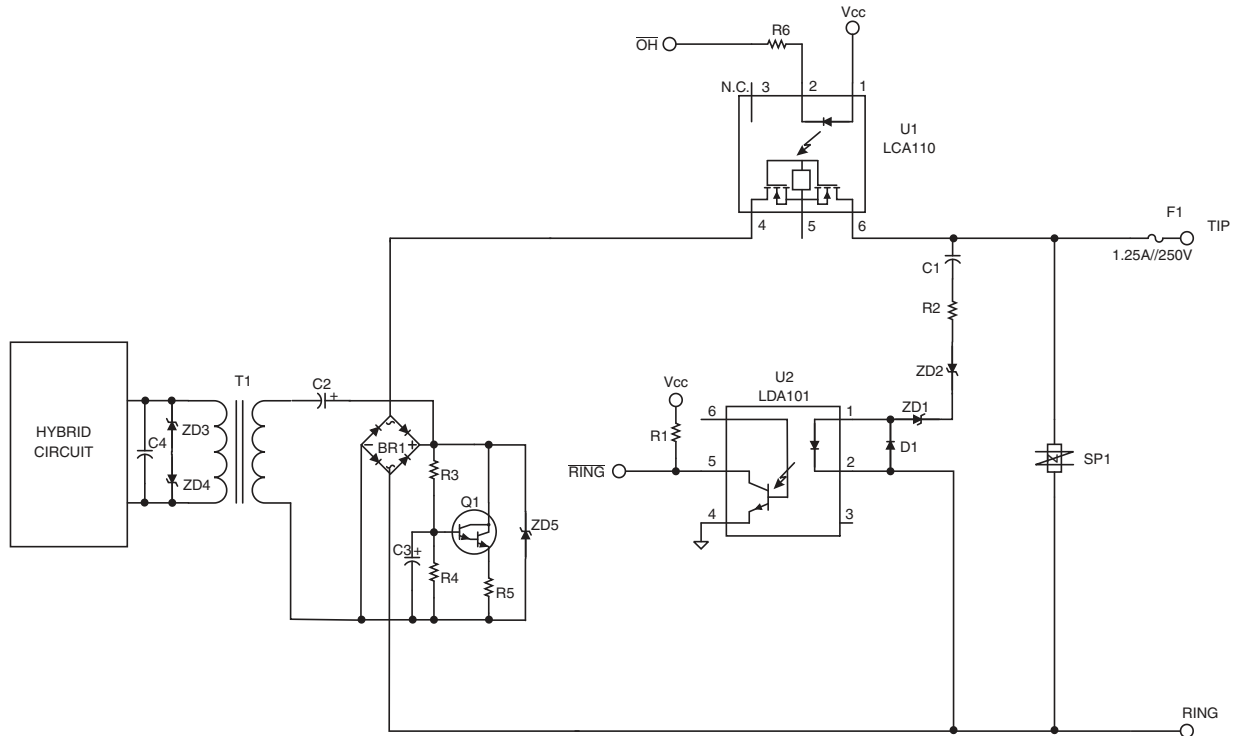 Vcc
R6
O̅H̅
N.C.
3
2
1
U1
LCA110
4
5
6
F1
TIP
1.25A//250V
C1
R2
ZD2
U2
LDA101
Vcc
ZD1
T1
C2
+
6
1
R1
D1
HYBRID
CIRCUIT
C4
ZD3
ZD4
– BR1 +
R̅I̅N̅G̅
5
2
SP1
R3
Q1
4
3
ZD5
C3 +
R4
R5
RING